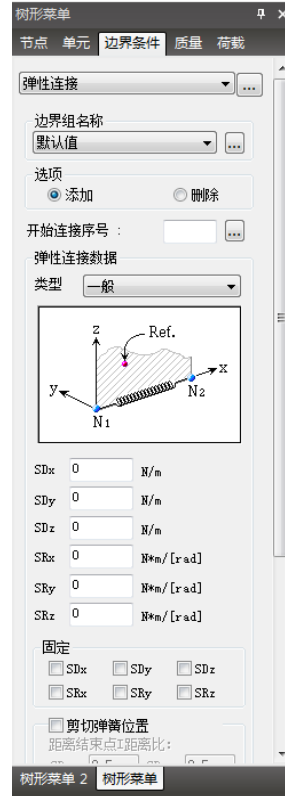 树形菜单
节点 单元 边界条件 质量 荷载
弹性连接 ...
边界组名称
默认值 ...
选项
添加 删除
开始连接序号 : ...
弹性连接数据
类型 一般
z Ref.
y x
N1 N2
SDx 0 N/m
SDy 0 N/m
SDz 0 N/m
SRx 0 N*m/[rad]
SRy 0 N*m/[rad]
SRz 0 N*m/[rad]
固定
SDx SDy SDz
SRx SRy SRz
剪切弹簧位置
距离结束点I距离比:
树形菜单 2 树形菜单